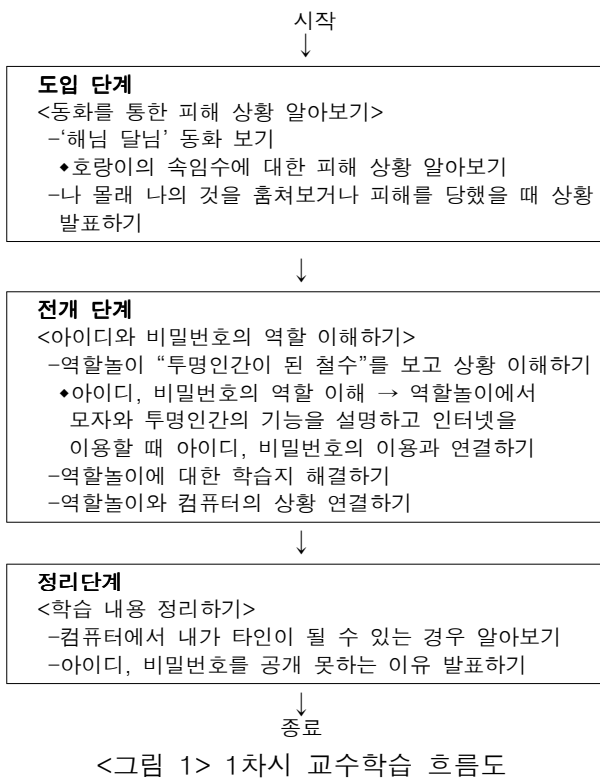 시작
↓
도입 단계
<동화를 통한 피해 상황 알아보기>
-‘해님 달님’ 동화 보기
◆호랑이의 속임수에 대한 피해 상황 알아보기
-나 몰래 나의 것을 훔쳐보거나 피해를 당했을 때 상황
발표하기
↓
전개 단계
<아이디와 비밀번호의 역할 이해하기>
-역할놀이 “투명인간이 된 철수”를 보고 상황 이해하기
◆아이디, 비밀번호의 역할 이해 → 역할놀이에서
모자와 투명인간의 기능을 설명하고 인터넷을
이용할 때 아이디, 비밀번호의 이용과 연결하기
-역할놀이에 대한 학습지 해결하기
-역할놀이와 컴퓨터의 상황 연결하기
↓
정리단계
<학습 내용 정리하기>
-컴퓨터에서 내가 타인이 될 수 있는 경우 알아보기
-아이디, 비밀번호를 공개 못하는 이유 발표하기
↓
종료
<그림 1> 1차시 교수학습 흐름도